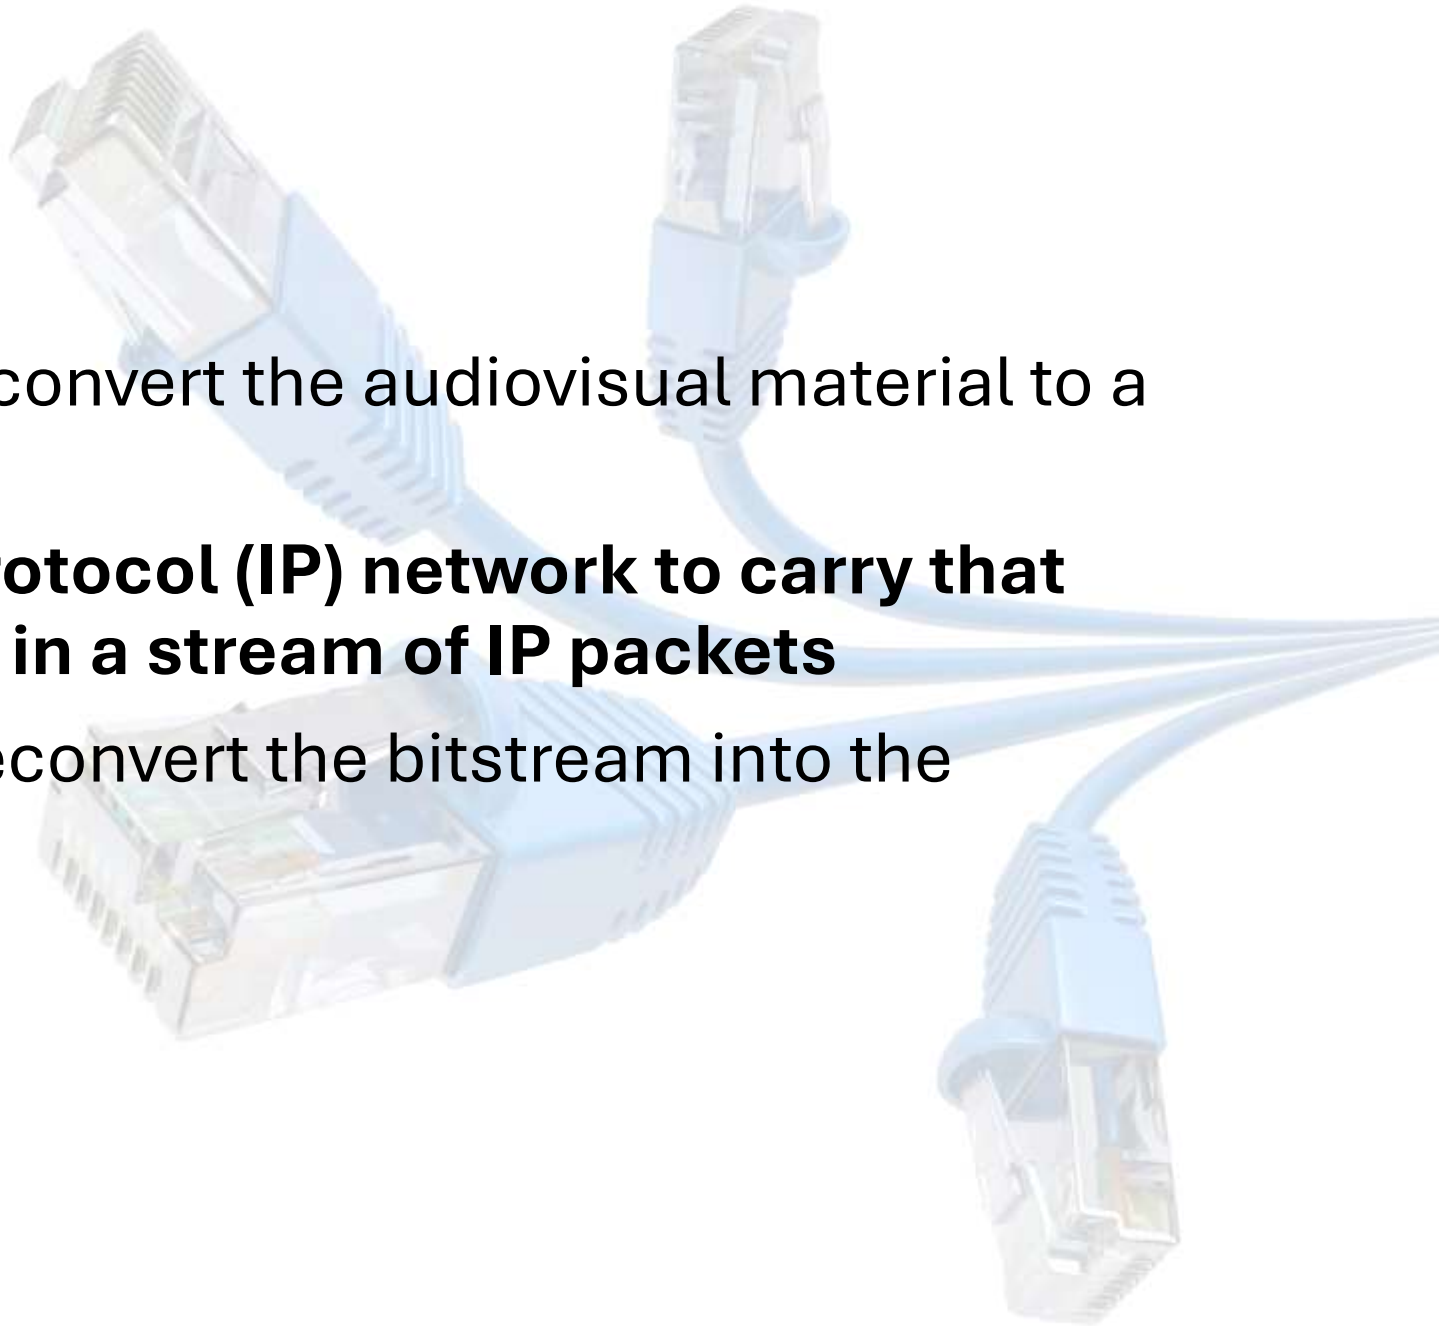 convert the audiovisual material to a
rotocol (IP) network to carry that
in a stream of IP packets
econvert the bitstream into the